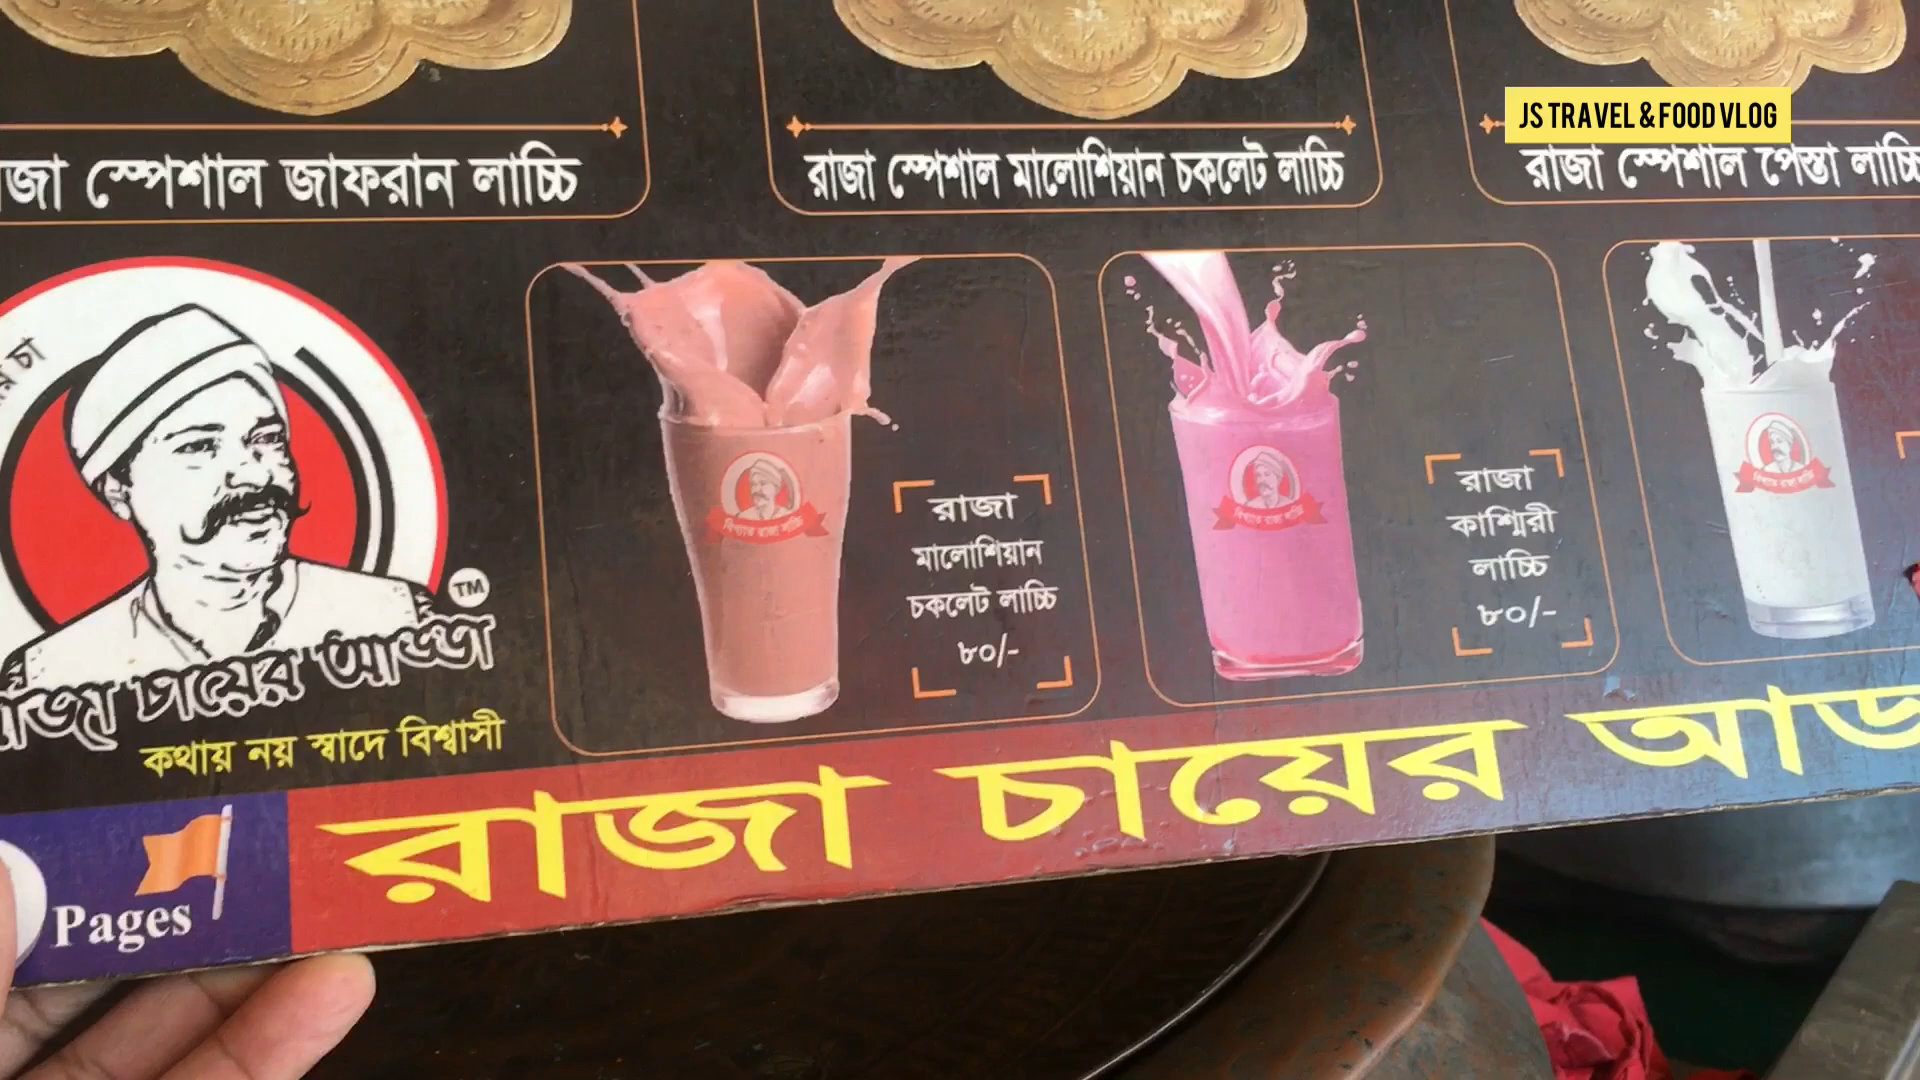 JS TRAVEL & FOOD VLOG
স্পেশাল জাফরান লাচ্চি
রাজা স্পেশাল মালোশিয়ান চকলেট লাচ্চি
রাজা স্পেশাল পেস্তা লাচ্চি
চা
রাজা
মালোশিয়ান
চকলেট লাচ্চি
৮০/-
রাজা
কাশ্মিরী
লাচ্চি
৮০/-
TM
রাজা চায়ের আড্ডা
কথায় নয় স্বাদে বিশ্বাসী
Pages
রাজা চায়ের আড